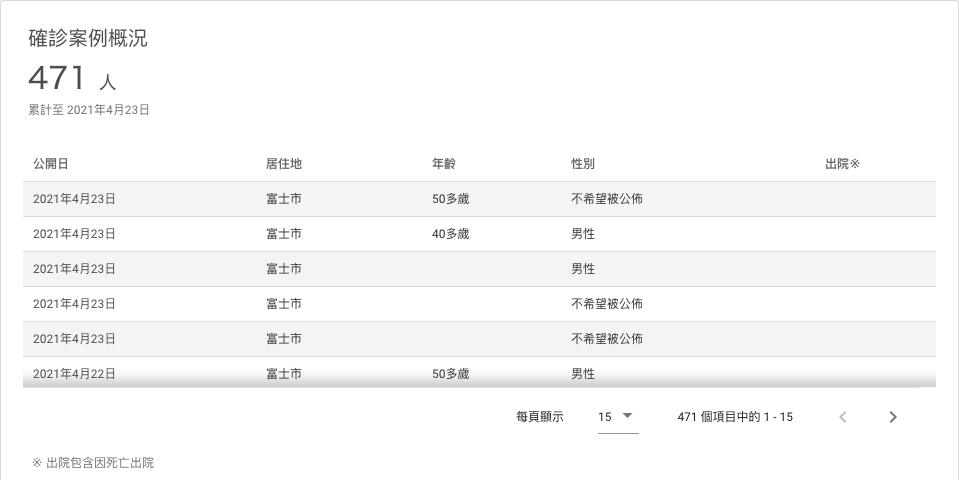 確診案例概況
471 人
累計至 2021年4月23日
公開日 居住地 年齡 性別 出院※
2021年4月23日 富士市 50多歲 不希望被公佈
2021年4月23日 富士市 40多歲 男性
2021年4月23日 富士市 男性
2021年4月23日 富士市 不希望被公佈
2021年4月23日 富士市 不希望被公佈
2021年4月22日 富士市 50多歲 男性
每頁顯示 15 471 個項目中的 1 - 15
※ 出院包含因死亡出院